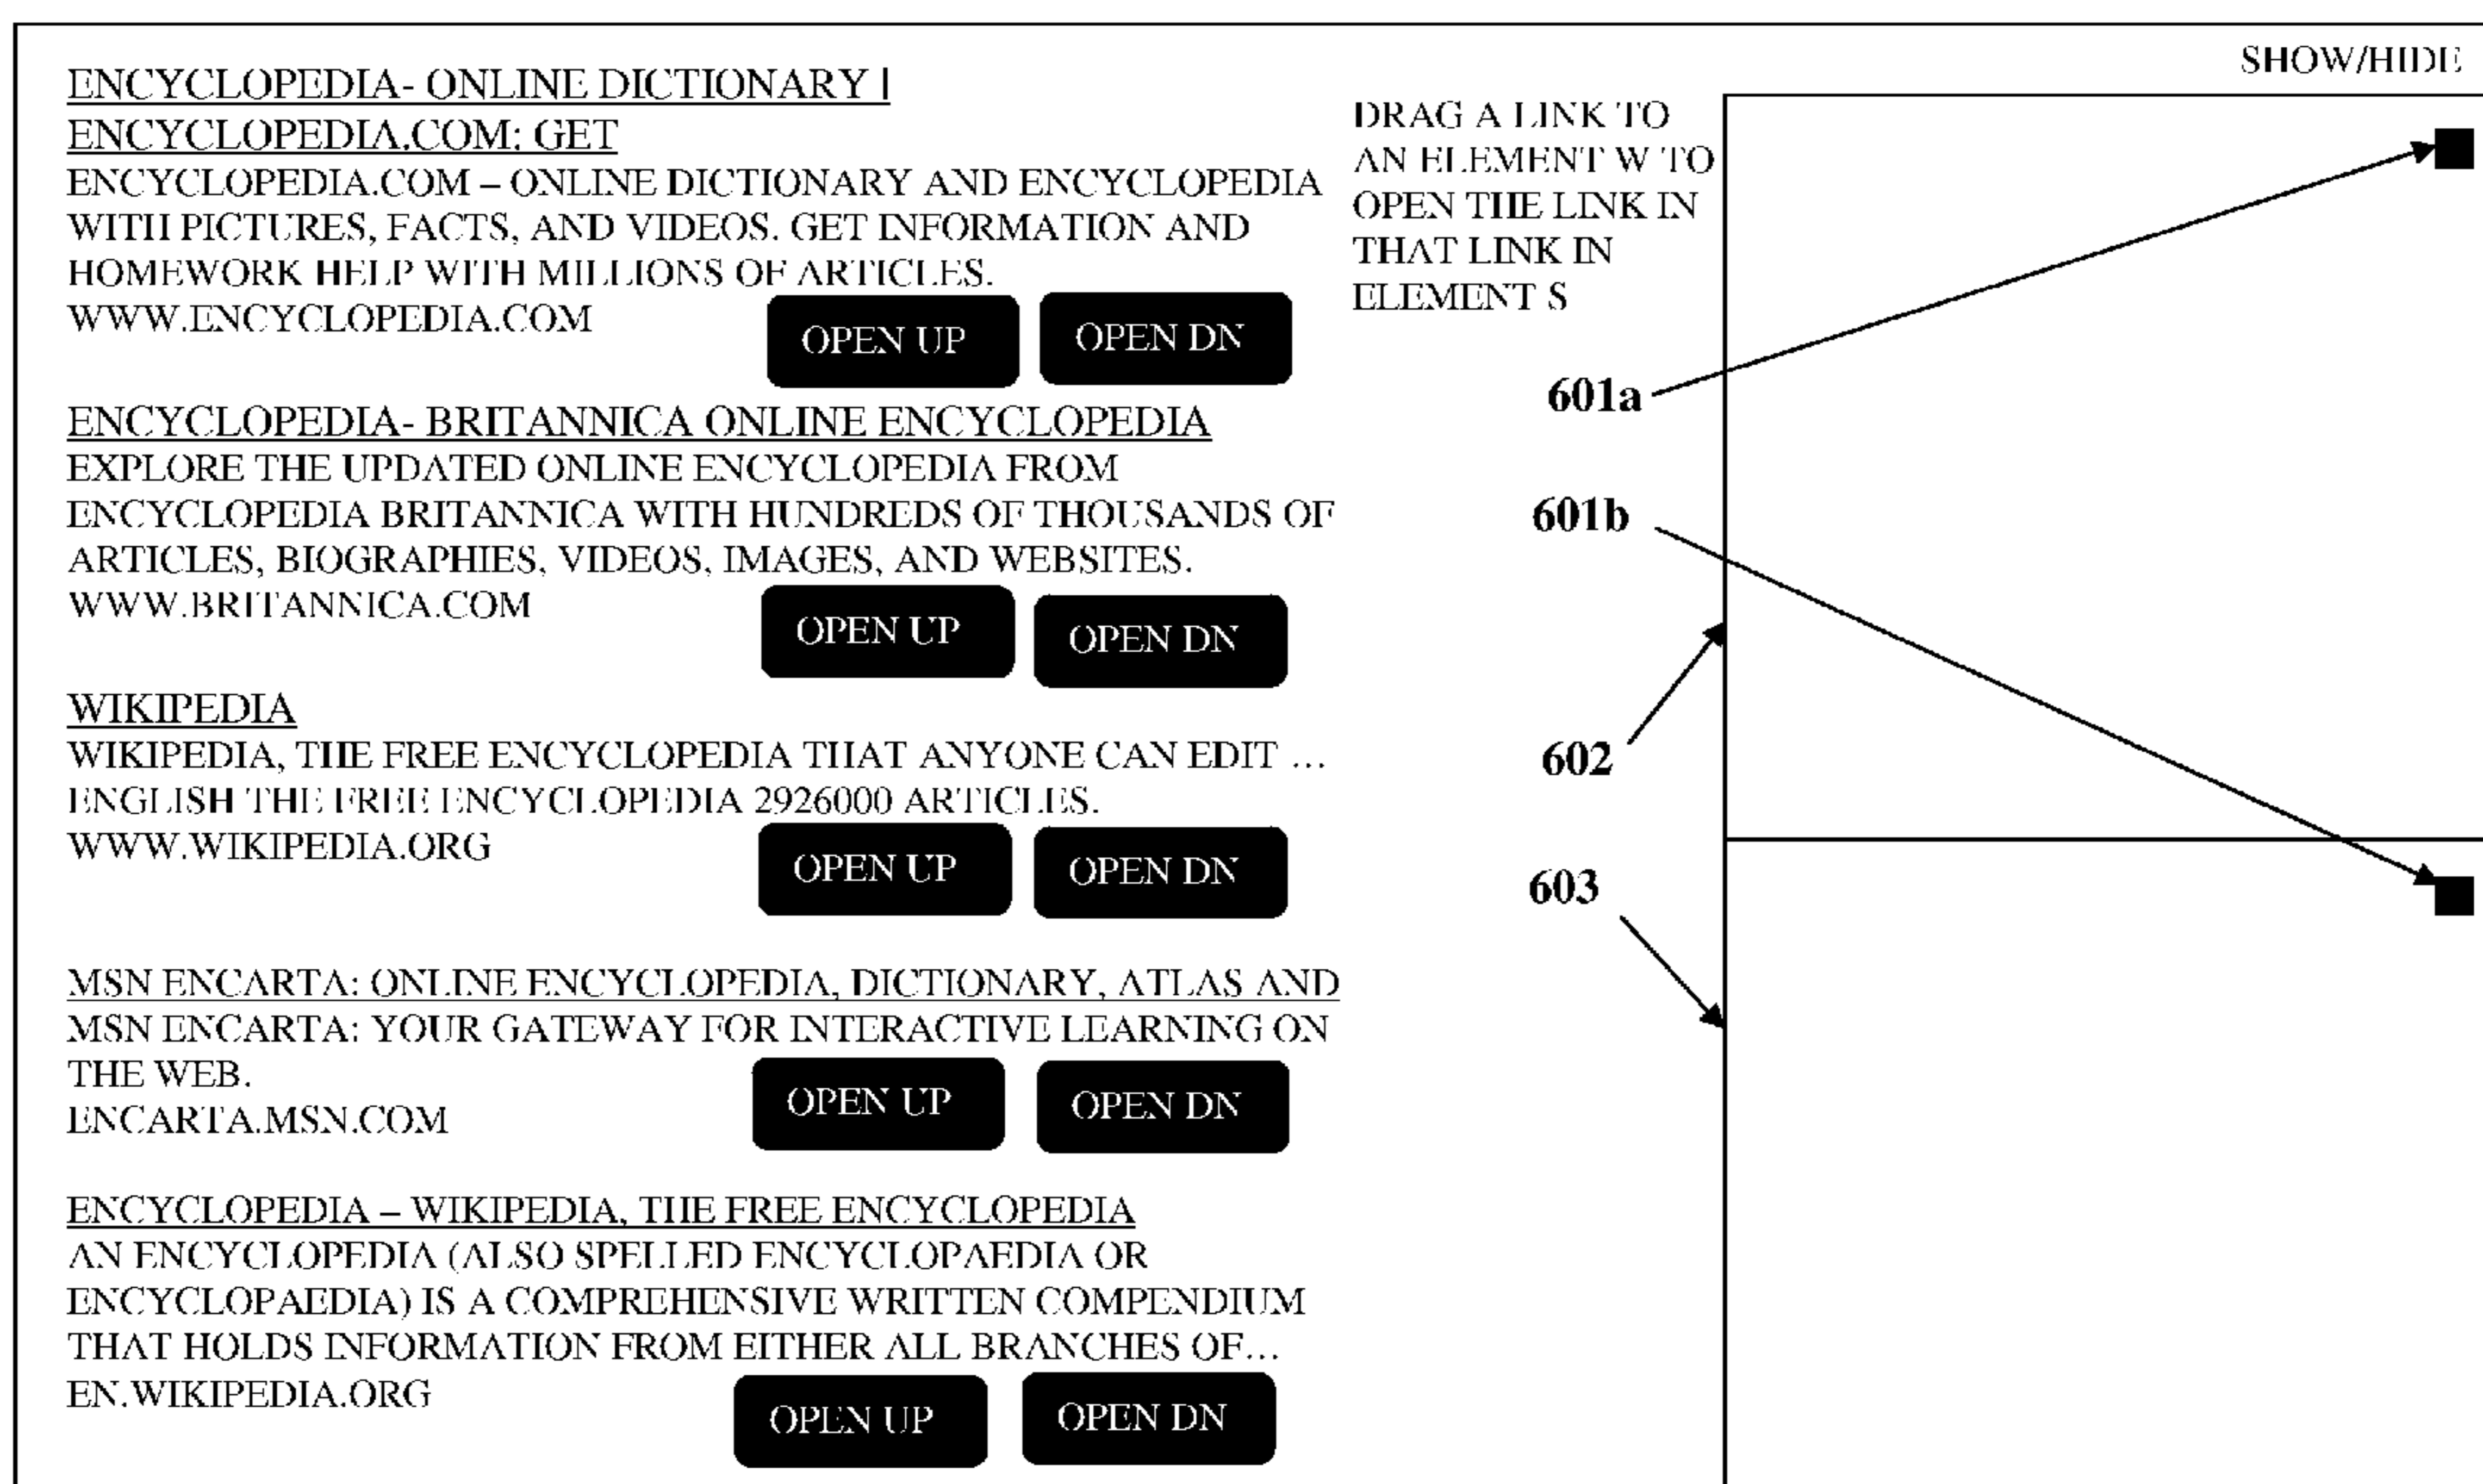 SHOW/HIDE
ENCYCLOPEDIA- ONLINE DICTIONARY |
ENCYCLOPEDIA.COM: GET
ENCYCLOPEDIA.COM – ONLINE DICTIONARY AND ENCYCLOPEDIA
WITH PICTURES, FACTS, AND VIDEOS. GET INFORMATION AND
HOMEWORK HELP WITH MILLIONS OF ARTICLES.
WWW.ENCYCLOPEDIA.COM
OPEN UP
OPEN DN
ENCYCLOPEDIA- BRITANNICA ONLINE ENCYCLOPEDIA
EXPLORE THE UPDATED ONLINE ENCYCLOPEDIA FROM
ENCYCLOPEDIA BRITANNICA WITH HUNDREDS OF THOUSANDS OF
ARTICLES, BIOGRAPHIES, VIDEOS, IMAGES, AND WEBSITES.
WWW.BRITANNICA.COM
OPEN UP
OPEN DN
WIKIPEDIA
WIKIPEDIA, THE FREE ENCYCLOPEDIA THAT ANYONE CAN EDIT ...
ENGLISH THE FREE ENCYCLOPEDIA 2926000 ARTICLES.
WWW.WIKIPEDIA.ORG
OPEN UP
OPEN DN
MSN ENCARTA: ONLINE ENCYCLOPEDIA, DICTIONARY, ATLAS AND
MSN ENCARTA: YOUR GATEWAY FOR INTERACTIVE LEARNING ON
THE WEB.
ENCARTA.MSN.COM
OPEN UP
OPEN DN
ENCYCLOPEDIA – WIKIPEDIA, THE FREE ENCYCLOPEDIA
AN ENCYCLOPEDIA (ALSO SPELLED ENCYCLOPAEDIA OR
ENCYCLOPAEDIA) IS A COMPREHENSIVE WRITTEN COMPENDIUM
THAT HOLDS INFORMATION FROM EITHER ALL BRANCHES OF...
EN.WIKIPEDIA.ORG
OPEN UP
OPEN DN
DRAG A LINK TO
AN ELEMENT W TO
OPEN THE LINK IN
THAT LINK IN
ELEMENT S
601a
601b
602
603